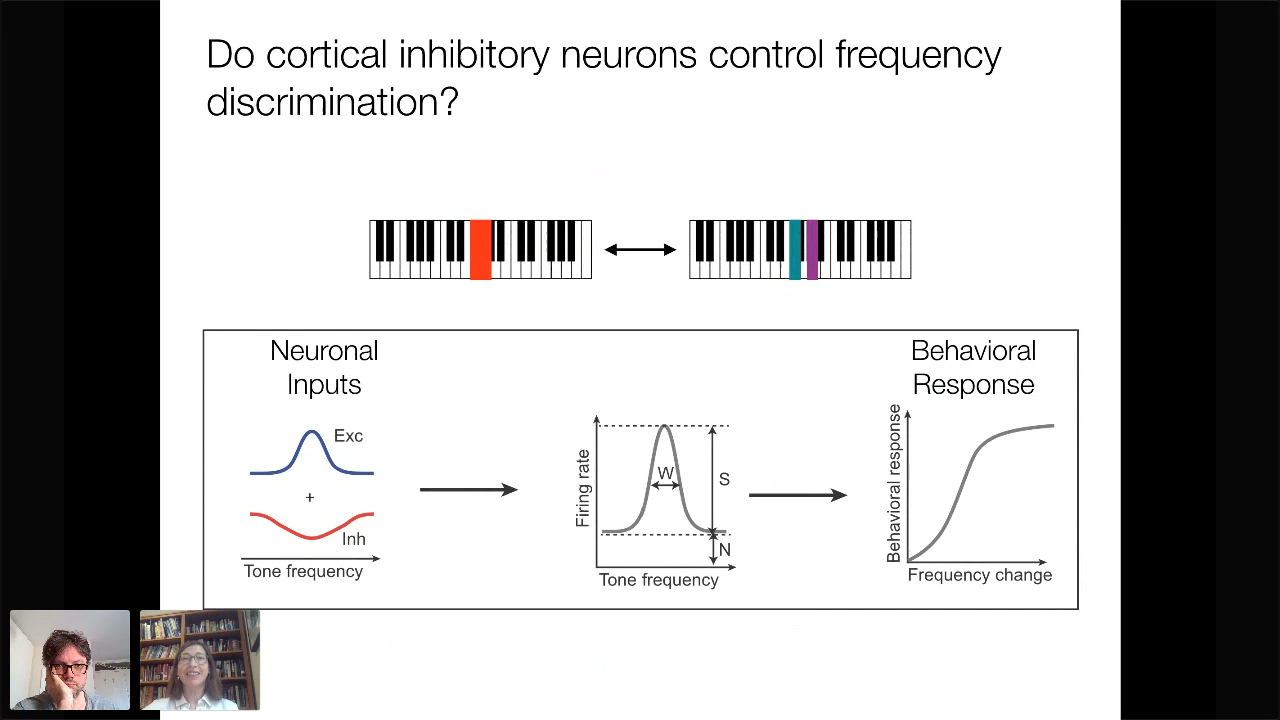 Do cortical inhibitory neurons control frequency
discrimination?
Neuronal
Inputs
Exc
+
Inh
Tone frequency
Firing rate
W
S
N
Tone frequency
Behavioral
Response
Behavioral response
Frequency change